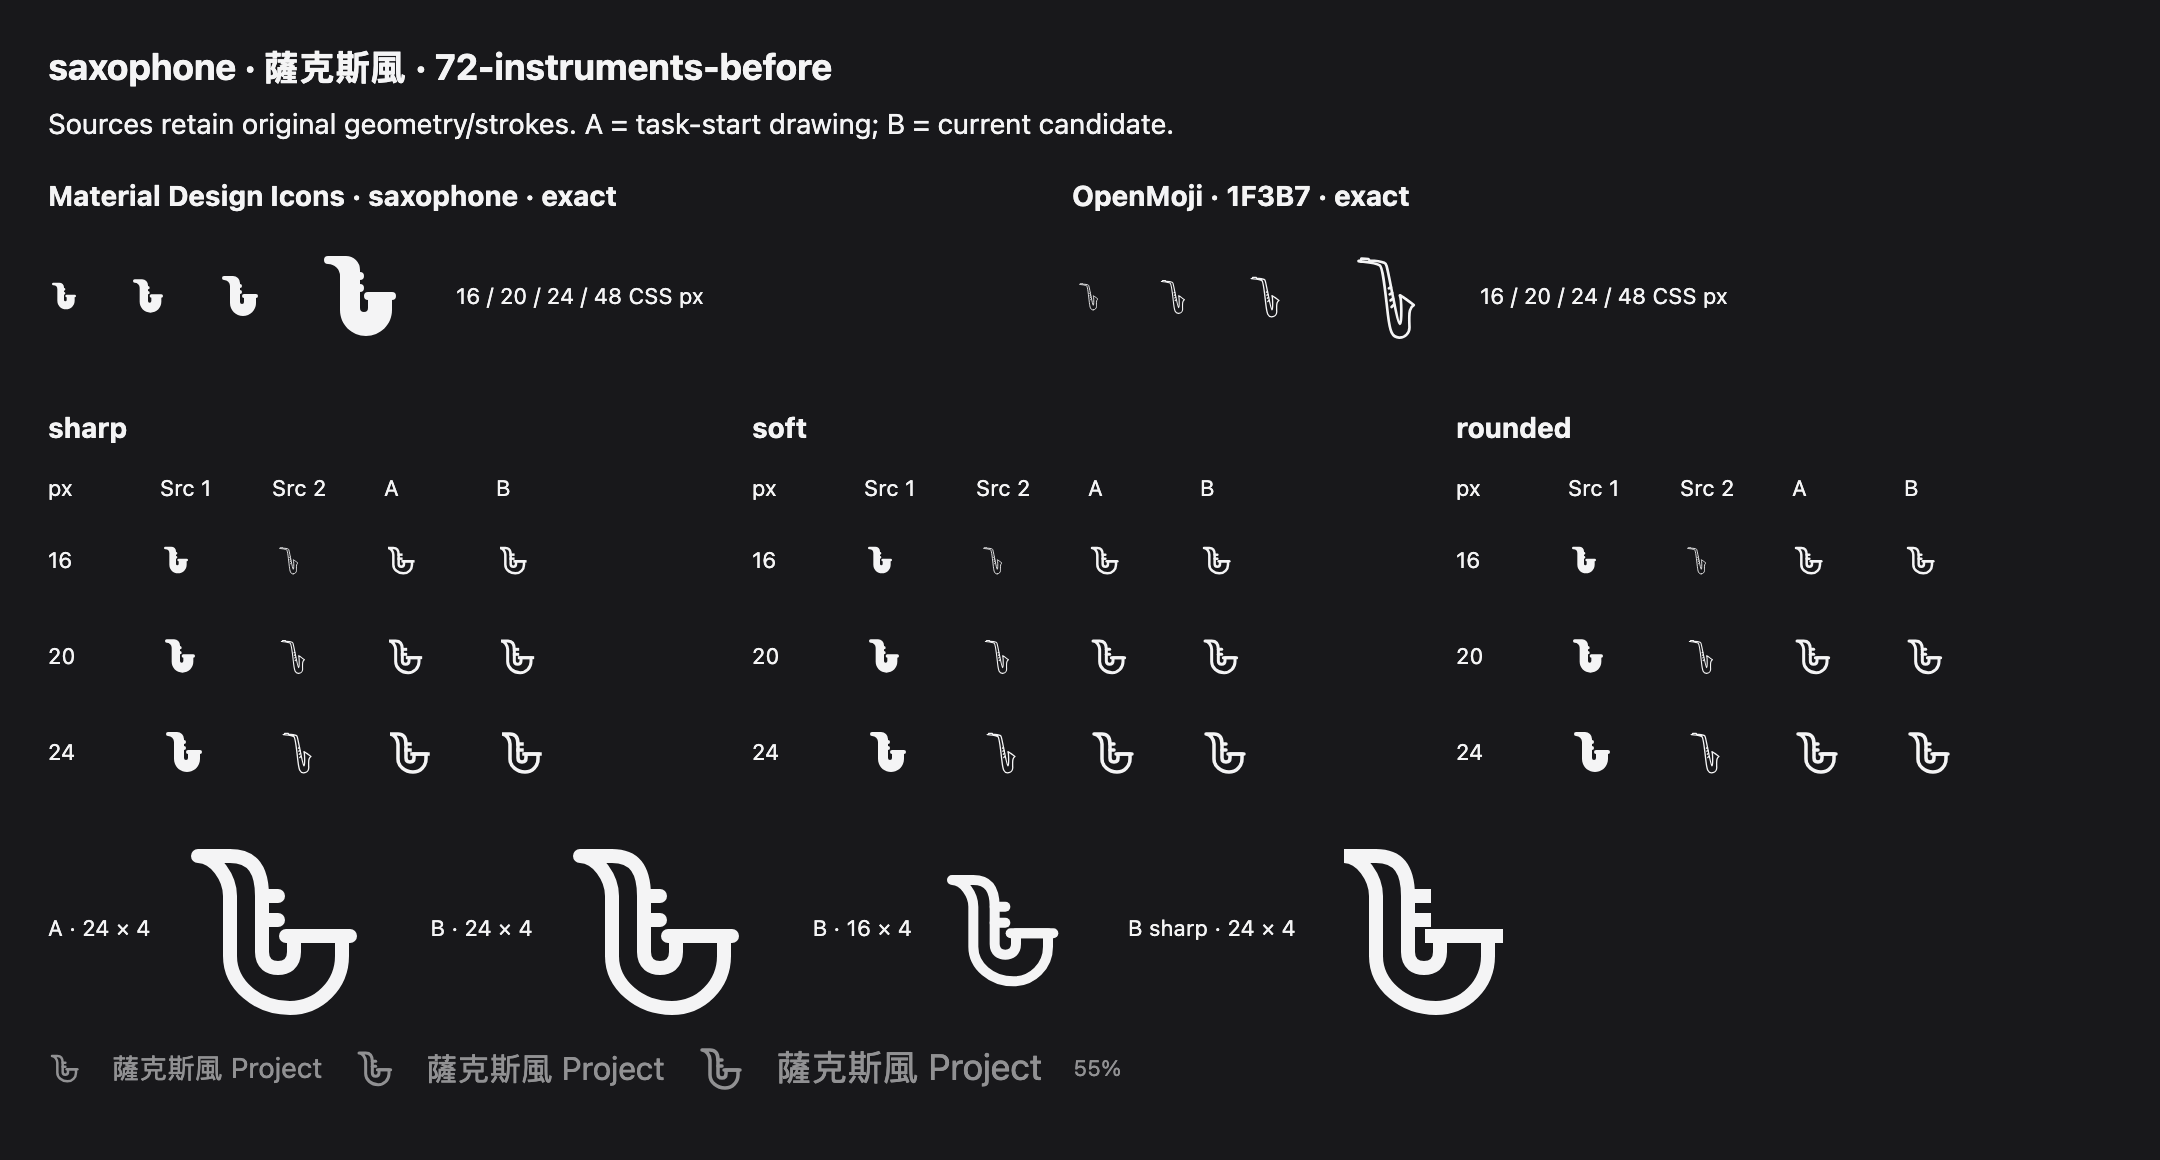 saxophone · 薩克斯風 · 72-instruments-before
Sources retain original geometry/strokes. A = task-start drawing; B = current candidate.
Material Design Icons · saxophone · exact
16 / 20 / 24 / 48 CSS px
OpenMoji · 1F3B7 · exact
16 / 20 / 24 / 48 CSS px
sharp
px Src 1 Src 2 A B
16
20
24
soft
px Src 1 Src 2 A B
16
20
24
rounded
px Src 1 Src 2 A B
16
20
24
A · 24 × 4
B · 24 × 4
B · 16 × 4
B sharp · 24 × 4
薩克斯風 Project 薩克斯風 Project 薩克斯風 Project 55%